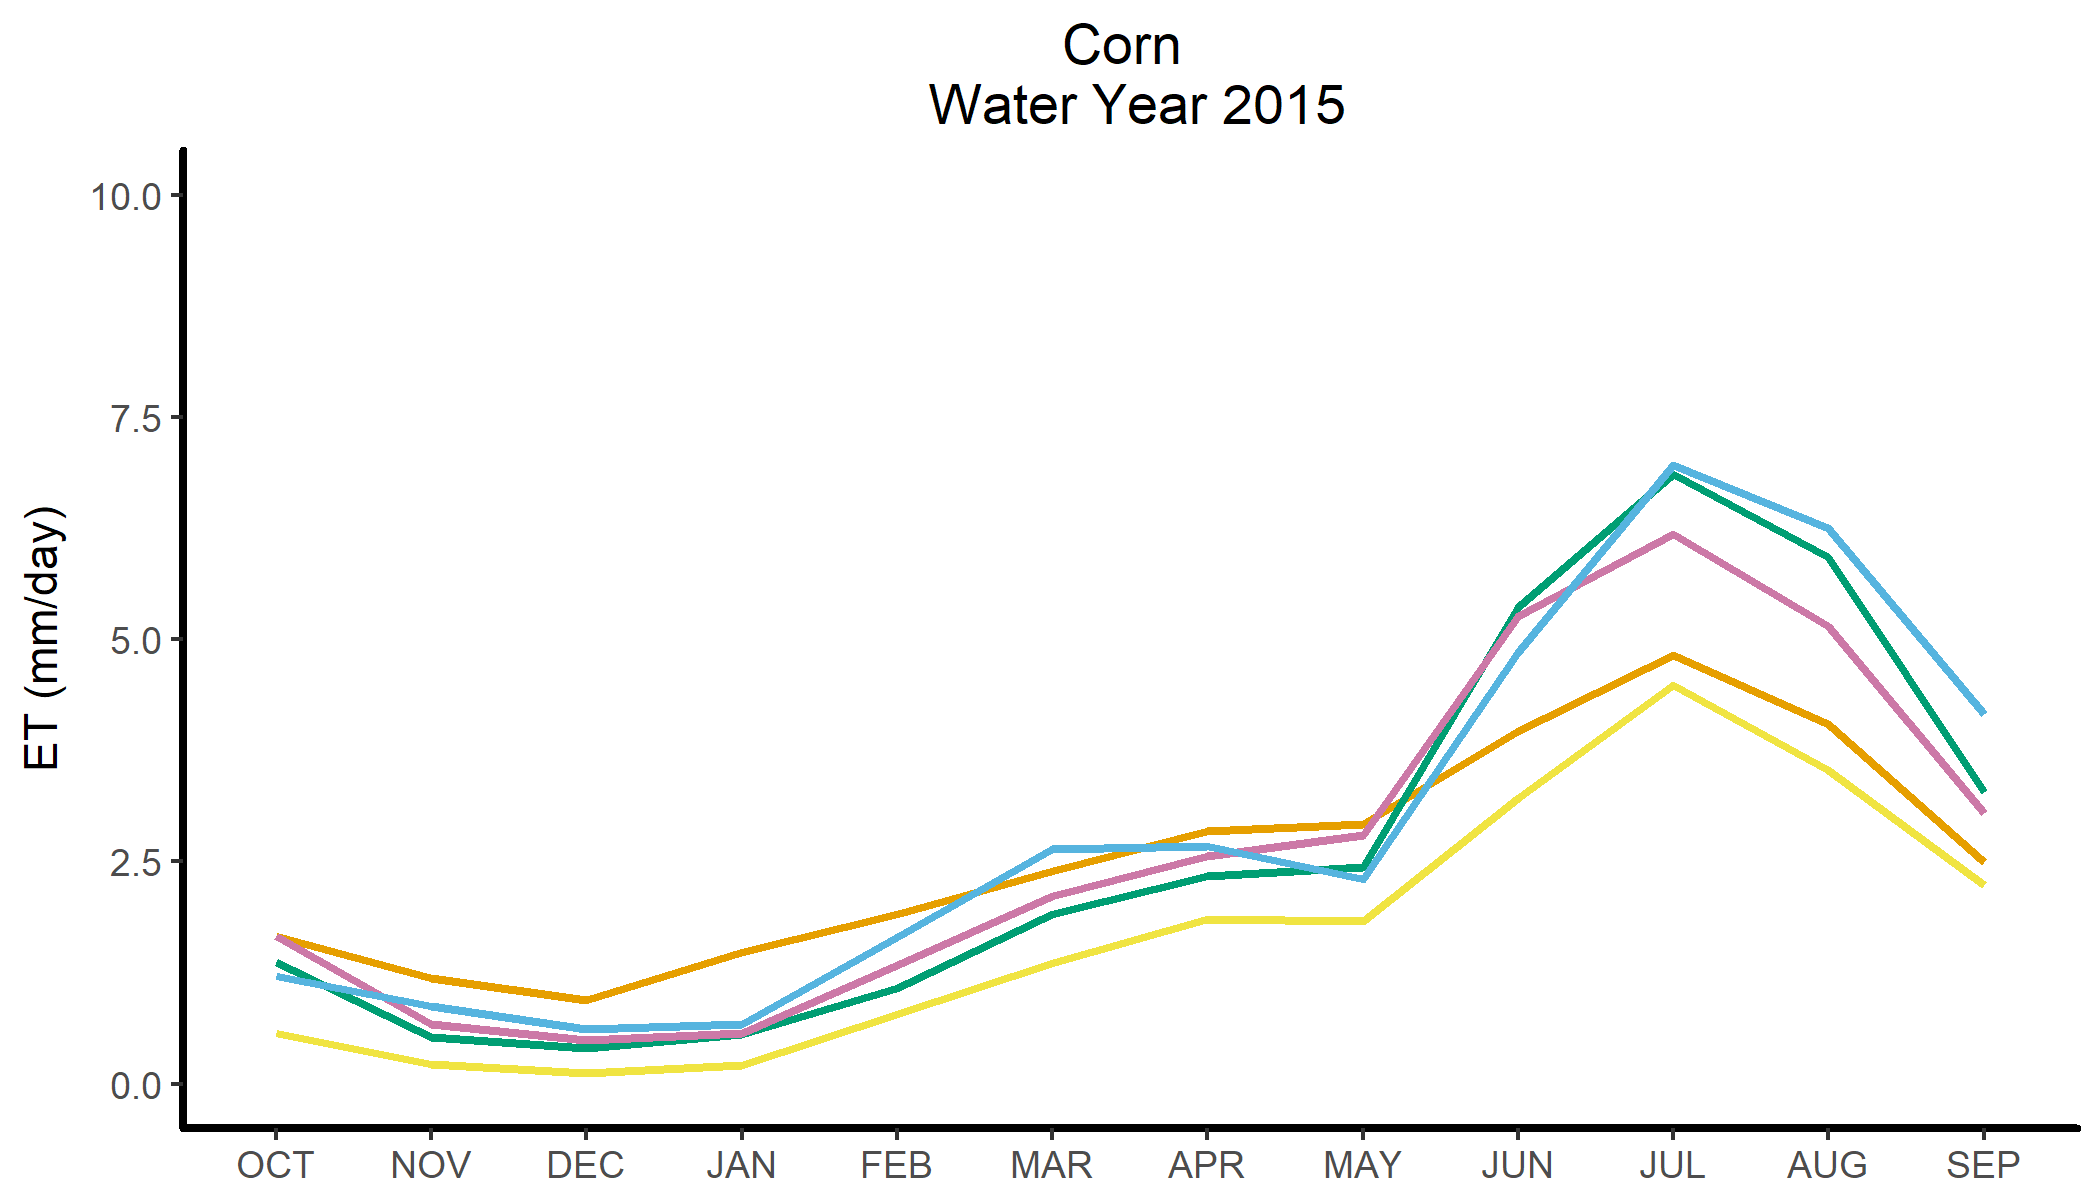 Corn
Water Year 2015
10.0
7.5
5.0
2.5
0.0
ET (mm/day)
OCT NOV DEC JAN FEB MAR APR MAY JUN JUL AUG SEP